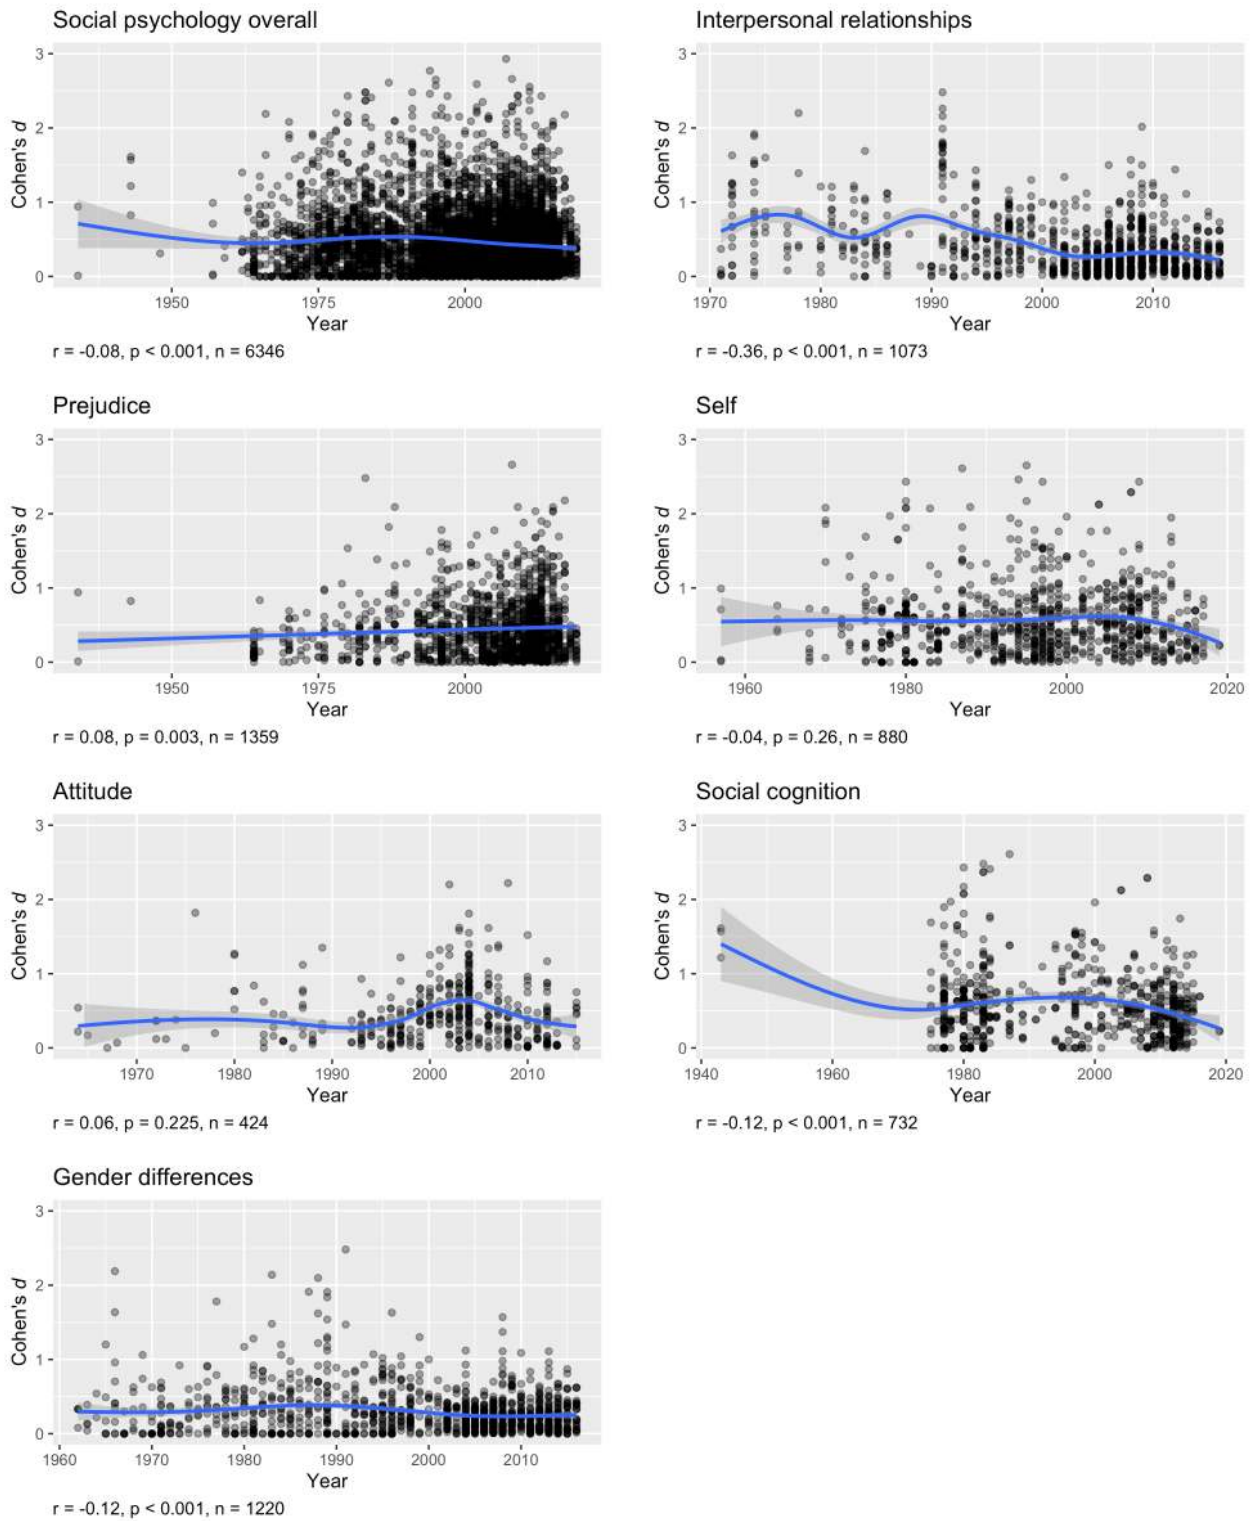 Social psychology overall
3
2
1
0
Cohen's d
1950 1975 2000
Year
r = -0.08, p < 0.001, n = 6346
Interpersonal relationships
3
2
1
0
Cohen's d
1970 1980 1990 2000 2010
Year
r = -0.36, p < 0.001, n = 1073
Prejudice
3
2
1
0
Cohen's d
1950 1975 2000
Year
r = 0.08, p = 0.003, n = 1359
Self
3
2
1
0
Cohen's d
1960 1980 2000 2020
Year
r = -0.04, p = 0.26, n = 880
Attitude
3
2
1
0
Cohen's d
1970 1980 1990 2000 2010
Year
r = 0.06, p = 0.225, n = 424
Social cognition
3
2
1
0
Cohen's d
1940 1960 1980 2000 2020
Year
r = -0.12, p < 0.001, n = 732
Gender differences
3
2
1
0
Cohen's d
1960 1970 1980 1990 2000 2010
Year
r = -0.12, p < 0.001, n = 1220